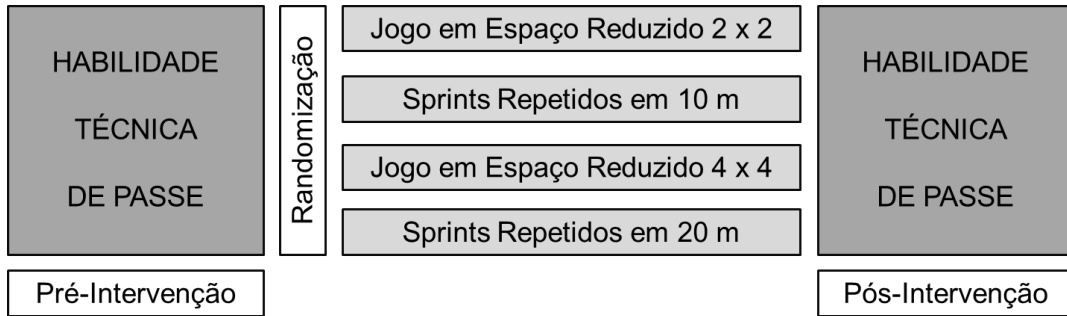 HABILIDADE
TÉCNICA
DE PASSE
Pré-Intervenção
Randomização
Jogo em Espaço Reduzido 2 x 2
Sprints Repetidos em 10 m
Jogo em Espaço Reduzido 4 x 4
Sprints Repetidos em 20 m
HABILIDADE
TÉCNICA
DE PASSE
Pós-Intervenção